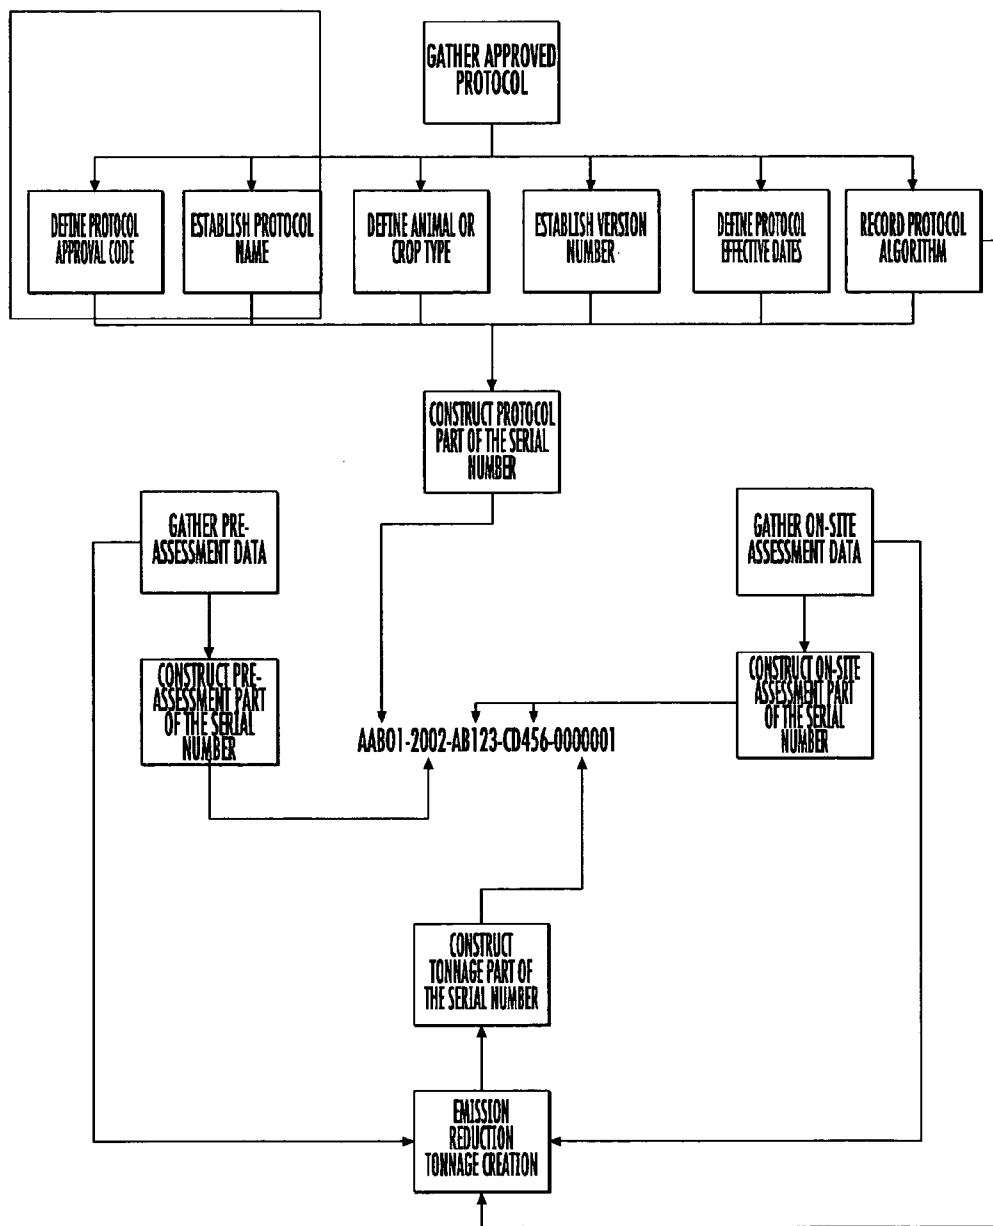 GATHER APPROVED
PROTOCOL
DEFINE PROTOCOL
APPROVAL CODE
ESTABLISH PROTOCOL
NAME
DEFINE ANIMAL OR
CROP TYPE
ESTABLISH VERSION
NUMBER
DEFINE PROTOCOL
EFFECTIVE DATES
RECORD PROTOCOL
ALGORITHM
CONSTRUCT PROTOCOL
PART OF THE SERIAL
NUMBER
GATHER PRE-
ASSESSMENT DATA
GATHER ON-SITE
ASSESSMENT DATA
CONSTRUCT PRE-
ASSESSMENT PART
OF THE SERIAL
NUMBER
CONSTRUCT ON-SITE
ASSESSMENT PART
OF THE SERIAL
NUMBER
AAB01-2002-AB123-CD456-0000001
CONSTRUCT
TONNAGE PART OF
THE SERIAL NUMBER
EMISSION
REDUCTION
TONNAGE CREATION